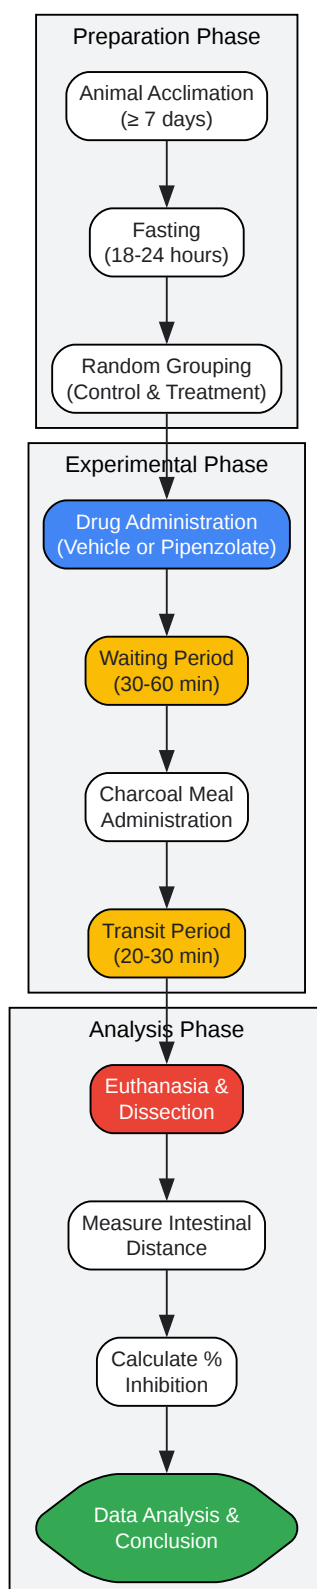 Preparation Phase
Animal Acclimation
(≥ 7 days)
Fasting
(18-24 hours)
Random Grouping
(Control & Treatment)
Experimental Phase
Drug Administration
(Vehicle or Pipenzolate)
Waiting Period
(30-60 min)
Charcoal Meal
Administration
Transit Period
(20-30 min)
Analysis Phase
Euthanasia &
Dissection
Measure Intestinal
Distance
Calculate %
Inhibition
Data Analysis &
Conclusion